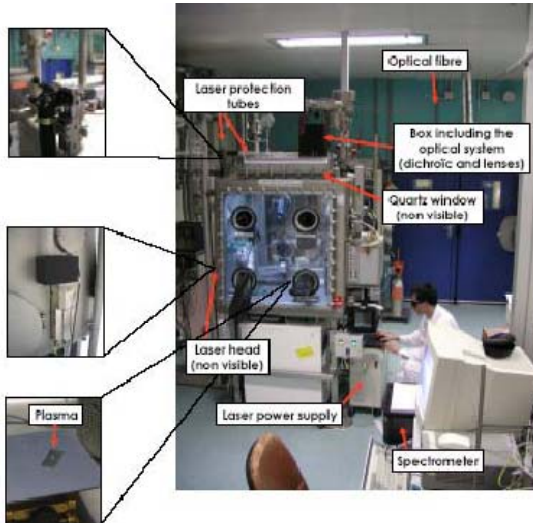 Optical fibre
Laser protection
tubes
Box including the
optical system
(dichroïc and lenses)
Quartz window
(non visible)
Laser head
(non visible)
Plasma
Laser power supply
Spectrometer